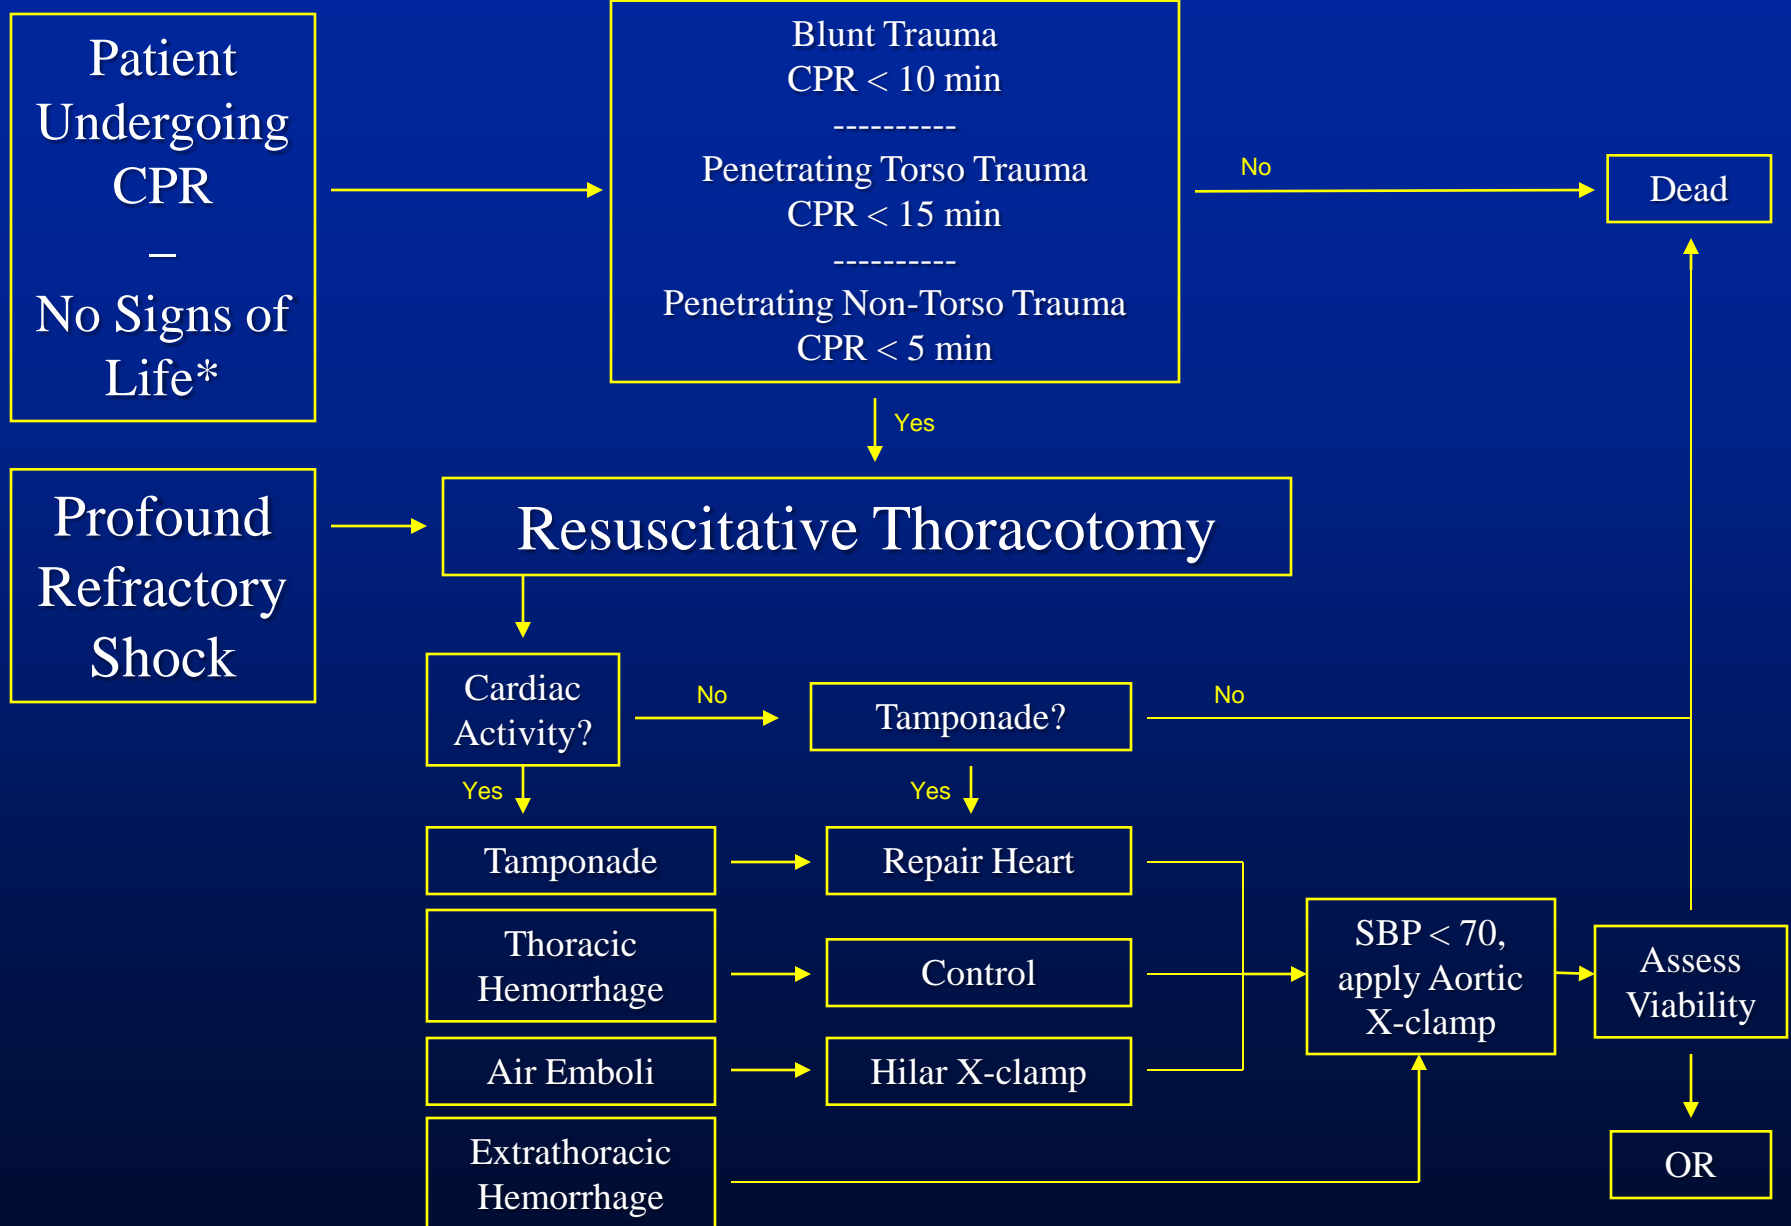 Patient
Undergoing
CPR
–
No Signs of
Life*
Blunt Trauma
CPR < 10 min
----------
Penetrating Torso Trauma
CPR < 15 min
----------
Penetrating Non-Torso Trauma
CPR < 5 min
No
Dead
Yes
Profound
Refractory
Shock
Resuscitative Thoracotomy
Cardiac
Activity?
No
Tamponade?
No
Yes
Yes
Tamponade
Repair Heart
Thoracic
Hemorrhage
Control
SBP < 70,
apply Aortic
X-clamp
Assess
Viability
Air Emboli
Hilar X-clamp
Extrathoracic
Hemorrhage
OR